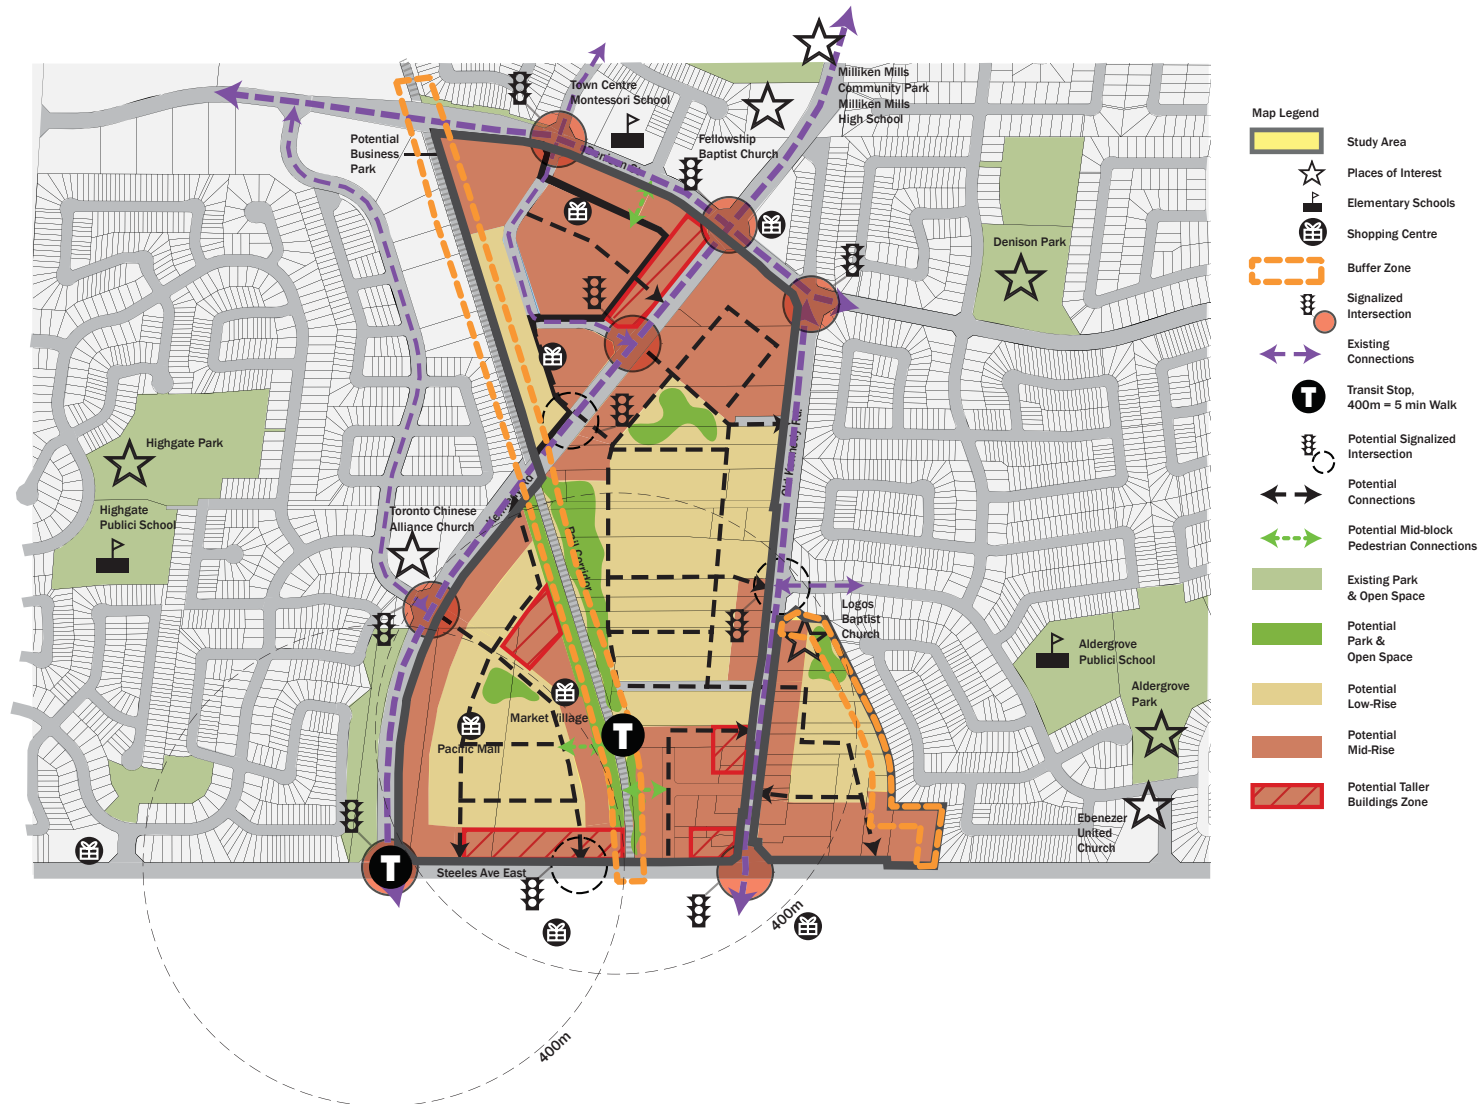 Milliken Mills
Community Park
Milliken Mills
High School
Town Centre
Montessori School
Potential
Business
Park
Fellowship
Baptist Church
Denison Park
Highgate Park
Highgate
Publici School
Toronto Chinese
Alliance Church
Kennedy Rd
Rail Corridor
Old Kennedy Rd.
Logos
Baptist
Church
Aldergrove
Publici School
Aldergrove
Park
Market Village
Pacific Mall
Ebenezer
United
Church
Steeles Ave East
400m
400m
T
T
Map Legend
Study Area
Places of Interest
Elementary Schools
Shopping Centre
Buffer Zone
Signalized
Intersection
Existing
Connections
T
Transit Stop,
400m = 5 min Walk
Potential Signalized
Intersection
Potential
Connections
Potential Mid-block
Pedestrian Connections
Existing Park
& Open Space
Potential
Park &
Open Space
Potential
Low-Rise
Potential
Mid-Rise
Potential Taller
Buildings Zone